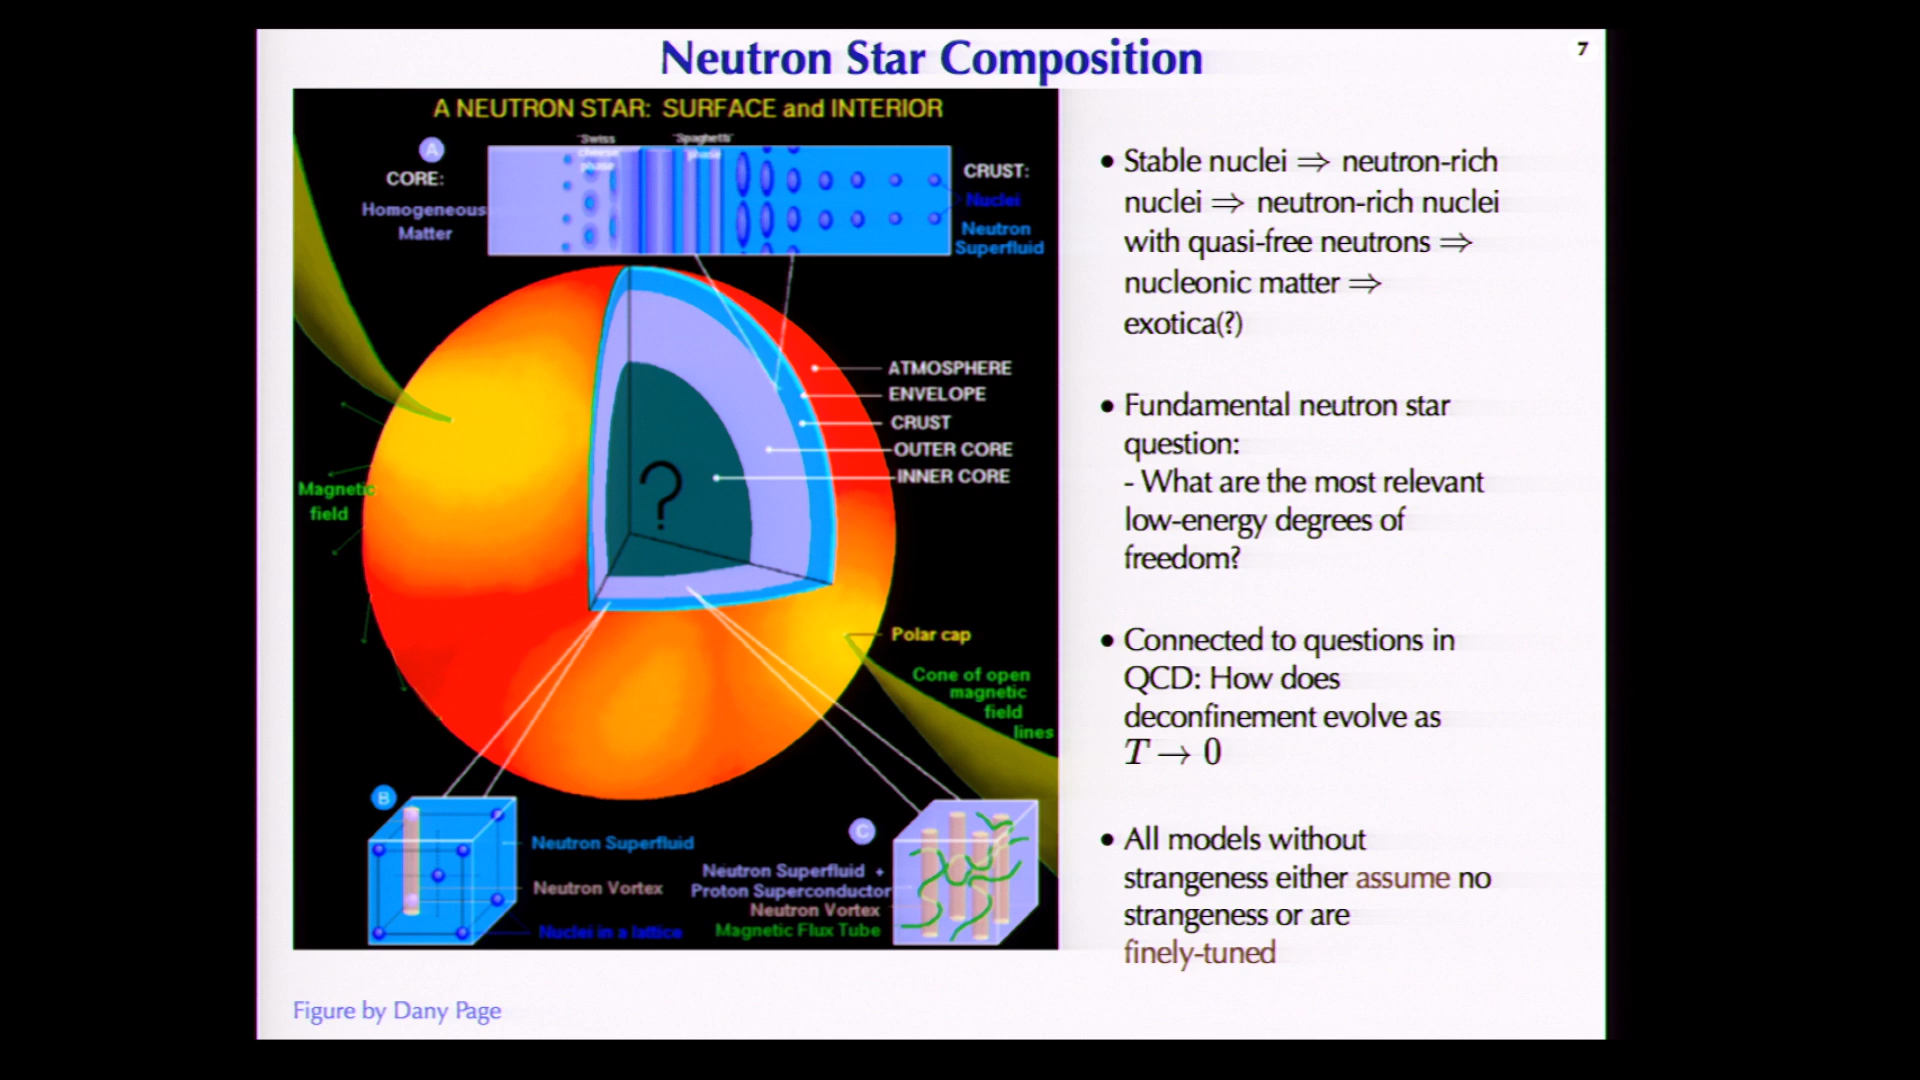 Neutron Star Composition
7
A NEUTRON STAR: SURFACE and INTERIOR
"Swiss
cheese"
phase
"Spaghetti"
phase
A
CORE:
Homogeneous
Matter
CRUST:
Nuclei
Neutron
Superfluid
ATMOSPHERE
ENVELOPE
CRUST
OUTER CORE
INNER CORE
?
Magnetic
field
Polar cap
Cone of open
magnetic
field
lines
B
Neutron Superfluid
Neutron Vortex
Nuclei in a lattice
C
Neutron Superfluid +
Proton Superconductor
Neutron Vortex
Magnetic Flux Tube
Figure by Dany Page
• Stable nuclei ⇒ neutron-rich
nuclei ⇒ neutron-rich nuclei
with quasi-free neutrons ⇒
nucleonic matter ⇒
exotica(?)
• Fundamental neutron star
question:
- What are the most relevant
low-energy degrees of
freedom?
• Connected to questions in
QCD: How does
deconfinement evolve as
T → 0
• All models without
strangeness either assume no
strangeness or are
finely-tuned